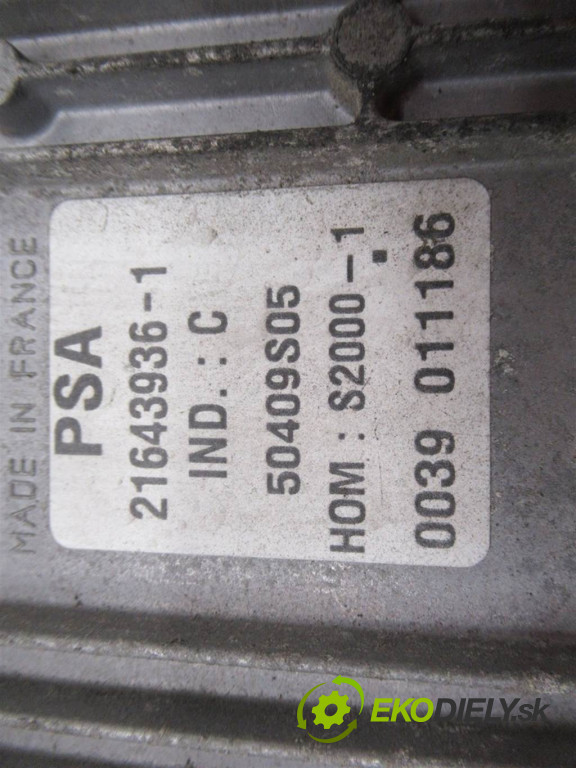 MADE IN FRANCE
PSA
21643936-1
IND.: C
50409S05
HOM : S2000-1
0039 011186
EKODIELY.sk